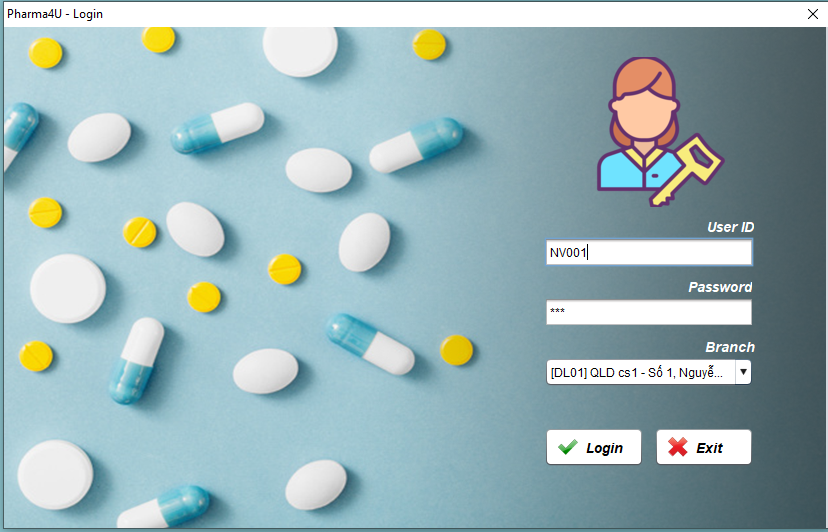 Pharma4U - Login
User ID
NV001
Password
***
Branch
[DL01] QLD cs1 - Số 1, Nguyễ...
Login
Exit